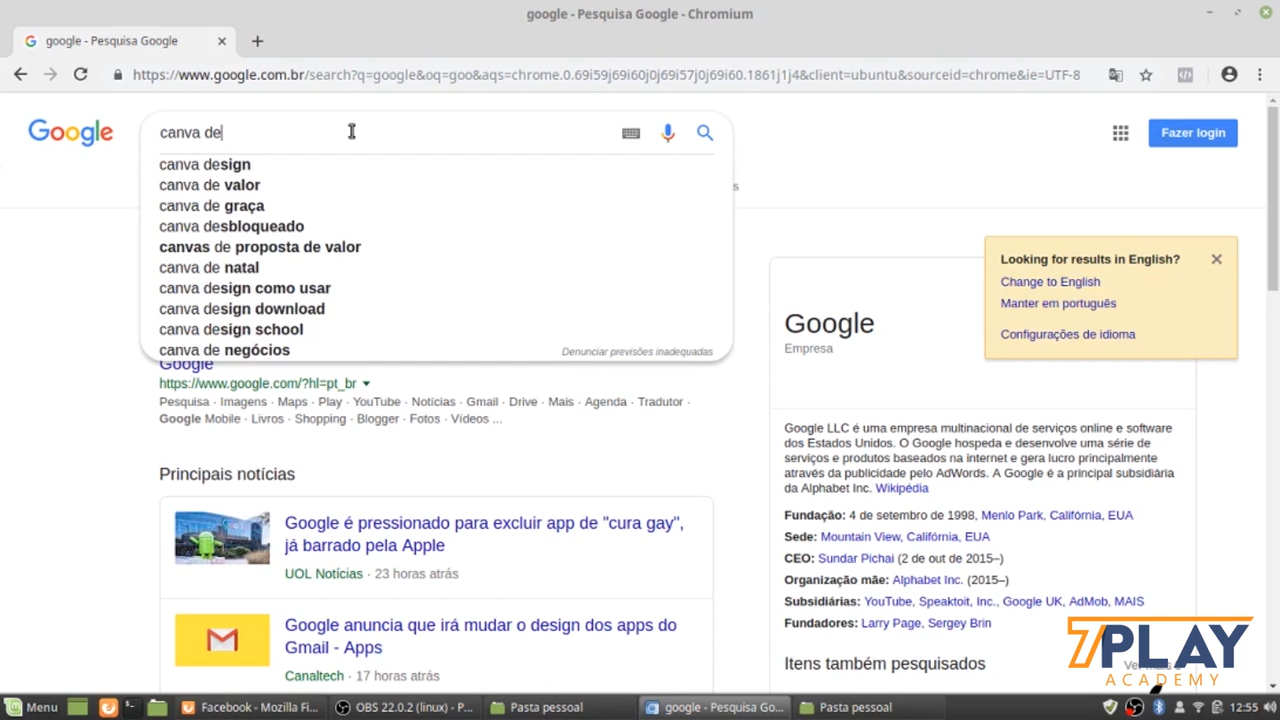 google - Pesquisa Google - Chromium
google - Pesquisa Google
https://www.google.com.br/search?q=google&oq=goo&aqs=chrome.0.69i59j69i60j0j69i57j0j69i60.1861j1j4&client=ubuntu&sourceid=chrome&ie=UTF-8
Google
canva de
Fazer login
canva design
canva de valor
canva de graça
canva desbloqueado
canvas de proposta de valor
canva de natal
canva design como usar
canva design download
canva design school
canva de negócios
Denunciar previsões inadequadas
s
Looking for results in English?
Change to English
Manter em português
Configurações de idioma
Google
https://www.google.com/?hl=pt_br
Pesquisa · Imagens · Maps · Play · YouTube · Notícias · Gmail · Drive · Mais · Agenda · Tradutor ·
Google Mobile · Livros · Shopping · Blogger · Fotos · Vídeos ...
Principais notícias
Google é pressionado para excluir app de "cura gay",
já barrado pela Apple
UOL Notícias · 23 horas atrás
Google anuncia que irá mudar o design dos apps do
Gmail - Apps
Canaltech · 17 horas atrás
Google
Empresa
Google LLC é uma empresa multinacional de serviços online e software
dos Estados Unidos. O Google hospeda e desenvolve uma série de
serviços e produtos baseados na internet e gera lucro principalmente
através da publicidade pelo AdWords. A Google é a principal subsidiária
da Alphabet Inc. Wikipédia
Fundação: 4 de setembro de 1998, Menlo Park, Califórnia, EUA
Sede: Mountain View, Califórnia, EUA
CEO: Sundar Pichai (2 de out de 2015–)
Organização mãe: Alphabet Inc. (2015–)
Subsidiárias: YouTube, Speaktoit, Inc., Google UK, AdMob, MAIS
Fundadores: Larry Page, Sergey Brin
Itens também pesquisados
7PLAY
ACADEMY
Menu
Facebook - Mozilla Fi...
OBS 22.0.2 (linux) - P...
Pasta pessoal
google - Pesquisa Go...
Pasta pessoal
12:55